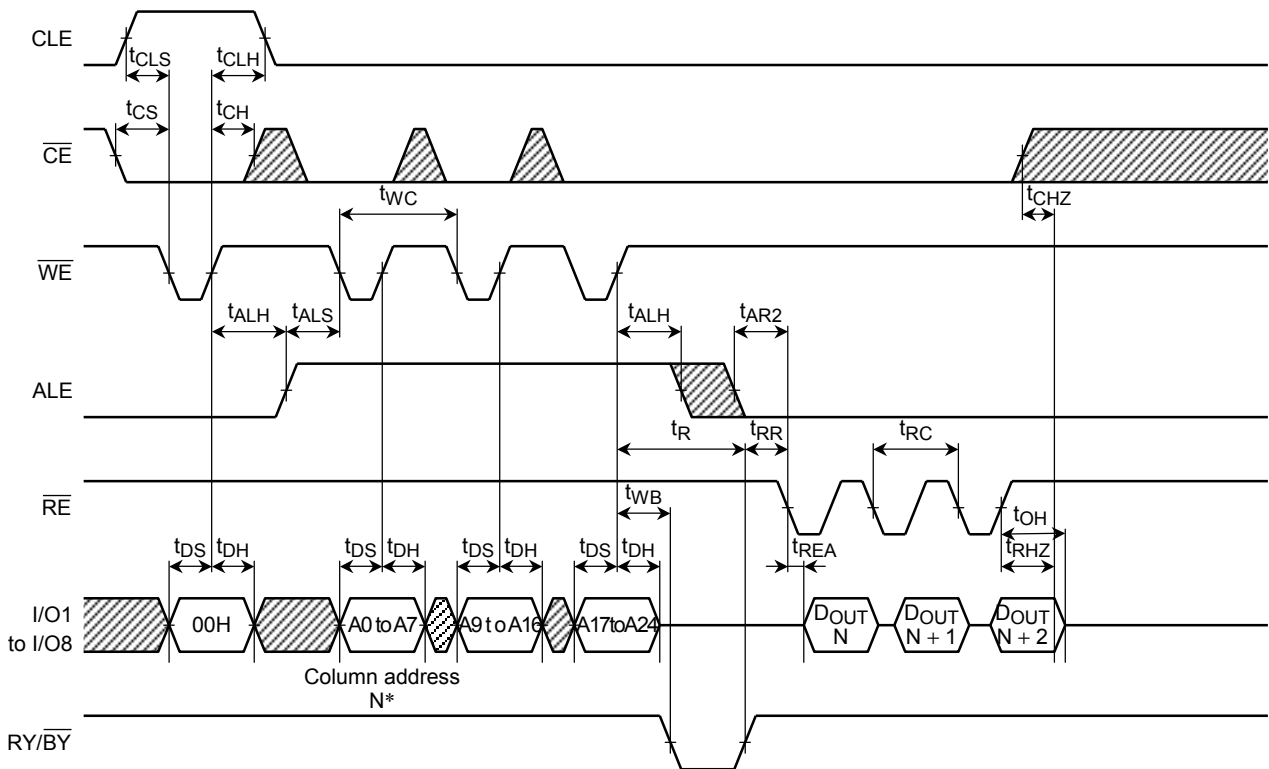 CLE
tCLS
tCLH
tCS
tCH
CE
tWC
tCHZ
WE
tALH
tALS
tALH
tAR2
ALE
tR
tRR
tRC
RE
tWB
tOH
tDS
tDH
tDS
tDH
tDS
tDH
tDS
tDH
tREA
tRHZ
I/O1
to I/O8
00H
A0 to A7
A9 to A16
A17 to A24
DOUT
N
DOUT
N + 1
DOUT
N + 2
Column address
N*
RY/BY